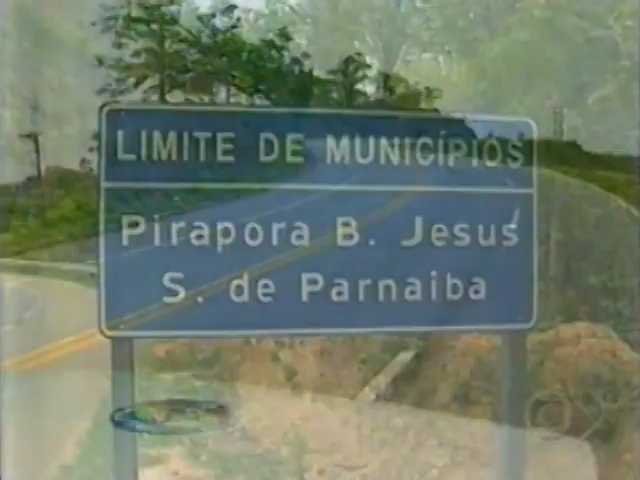 LIMITE DE MUNICÍPIOS
Pirapora B. Jesus
S. de Parnaiba